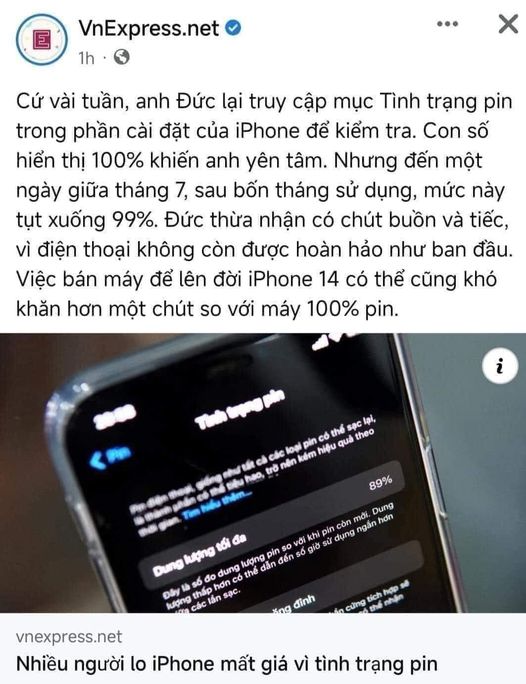 VnExpress.net
1h
Cứ vài tuần, anh Đức lại truy cập mục Tình trạng pin
trong phần cài đặt của iPhone để kiểm tra. Con số
hiển thị 100% khiến anh yên tâm. Nhưng đến một
ngày giữa tháng 7, sau bốn tháng sử dụng, mức này
tụt xuống 99%. Đức thừa nhận có chút buồn và tiếc,
vì điện thoại không còn được hoàn hảo như ban đầu.
Việc bán máy để lên đời iPhone 14 có thể cũng khó
khăn hơn một chút so với máy 100% pin.
Tình trạng pin
Pin
Pin điện thoại, giống như tất cả các loại pin có thể sạc lại,
là thành phần có thể tiêu hao, trở nên kém hiệu quả theo
thời gian. Tìm hiểu thêm...
Dung lượng tối đa 89%
Đây là số đo dung lượng pin so với khi pin còn mới. Dung
lượng thấp hơn có thể dẫn đến số giờ sử dụng ngắn hơn
giữa các lần sạc.
năng đỉnh
vnexpress.net
Nhiều người lo iPhone mất giá vì tình trạng pin